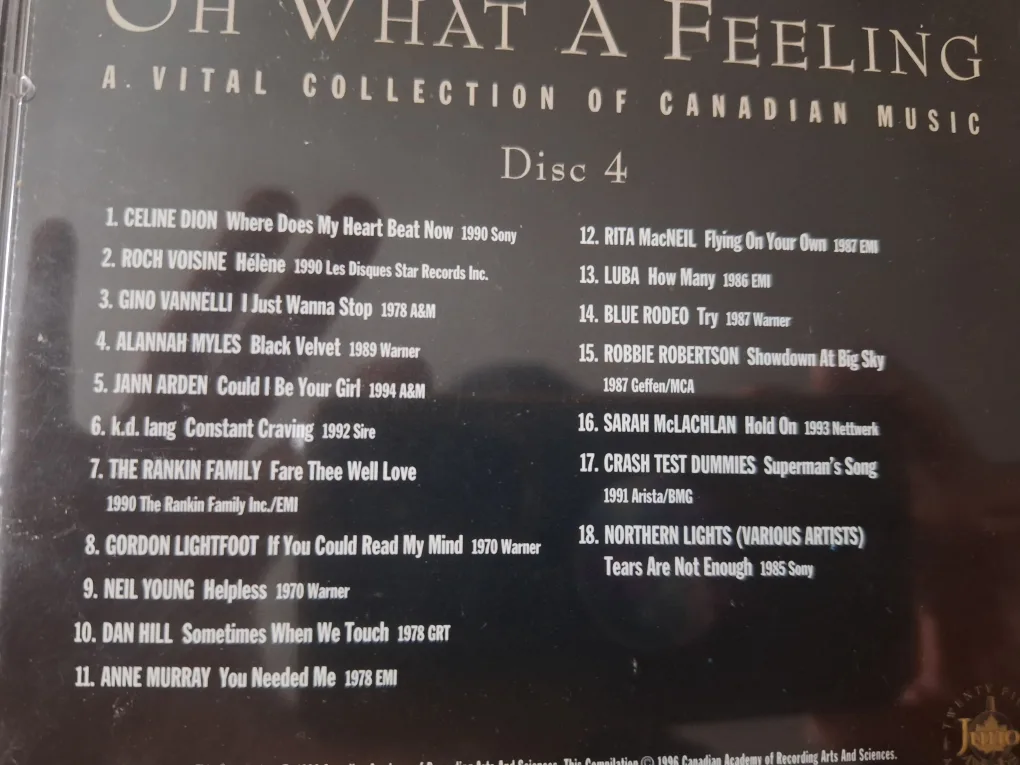 OH WHAT A FEELING
A VITAL COLLECTION OF CANADIAN MUSIC
Disc 4
1. CELINE DION Where Does My Heart Beat Now 1990 Sony
2. ROCH VOISINE Hélène 1990 Les Disques Star Records Inc.
3. GINO VANNELLI I Just Wanna Stop 1978 A&M
4. ALANNAH MYLES Black Velvet 1989 Warner
5. JANN ARDEN Could I Be Your Girl 1994 A&M
6. k.d. lang Constant Craving 1992 Sire
7. THE RANKIN FAMILY Fare Thee Well Love
1990 The Rankin Family Inc./EMI
8. GORDON LIGHTFOOT If You Could Read My Mind 1970 Warner
9. NEIL YOUNG Helpless 1970 Warner
10. DAN HILL Sometimes When We Touch 1978 GRT
11. ANNE MURRAY You Needed Me 1978 EMI
12. RITA MacNEIL Flying On Your Own 1987 EMI
13. LUBA How Many 1986 EMI
14. BLUE RODEO Try 1987 Warner
15. ROBBIE ROBERTSON Showdown At Big Sky
1987 Geffen/MCA
16. SARAH McLACHLAN Hold On 1993 Nettwerk
17. CRASH TEST DUMMIES Superman's Song
1991 Arista/BMG
18. NORTHERN LIGHTS (VARIOUS ARTISTS)
Tears Are Not Enough 1985 Sony
of Recording Arts And Sciences. This Compilation © 1996 Canadian Academy of Recording Arts And Sciences.
TWENTY
Juno